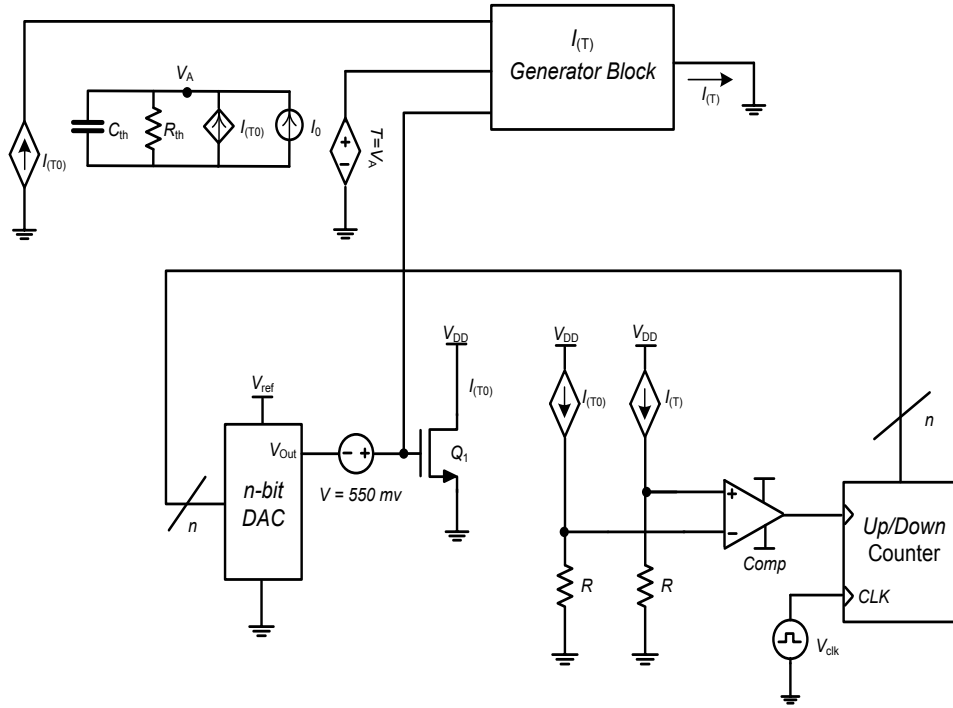 I(T)
Generator Block
I(T)
VA
Cth
Rth
I(T0)
I0
I(T0)
T=VA
VDD
I(T0)
Vref
VOut
n-bit
DAC
n
V = 550 mv
Q1
VDD
VDD
I(T0)
I(T)
n
+
−
Comp
R
R
Up/Down
Counter
CLK
Vclk